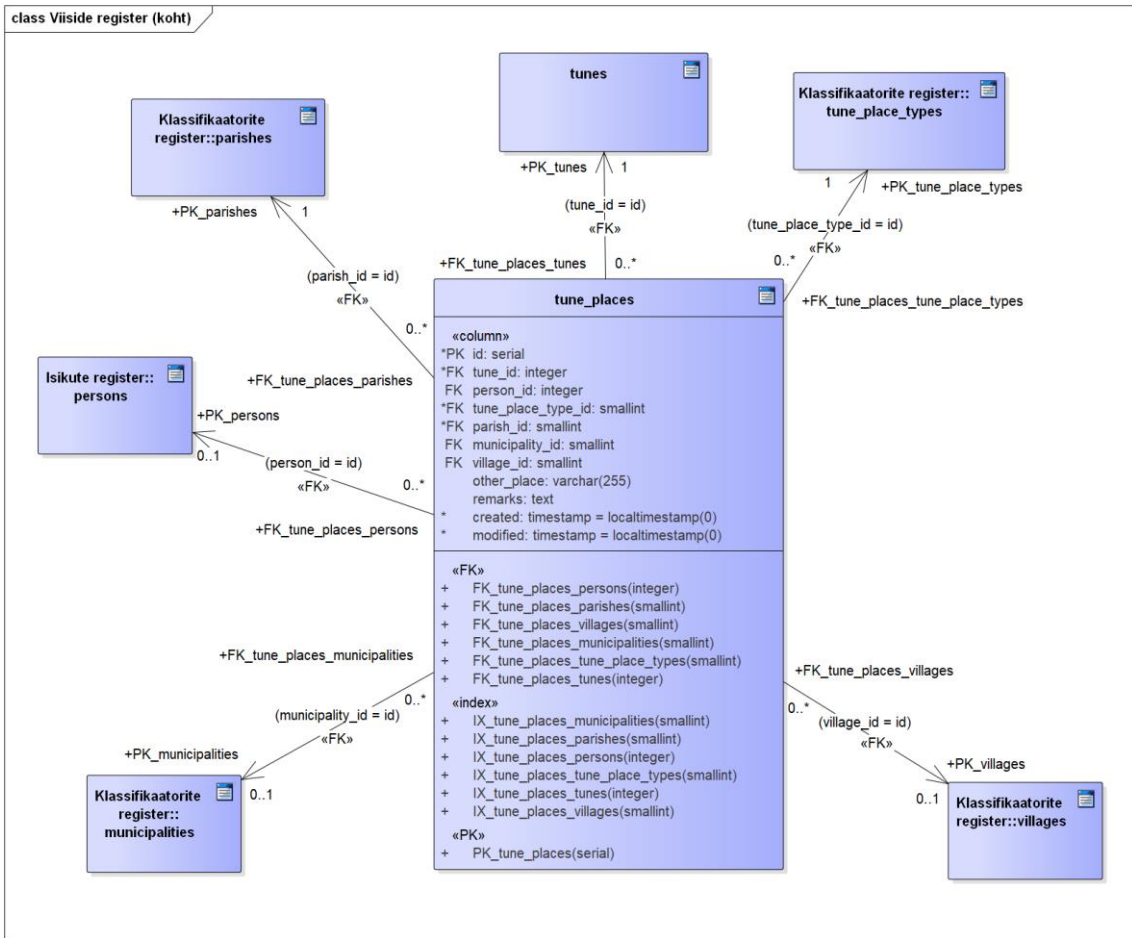 class Viiside register (koht)
tunes
Klassifikaatorite register::
tune_place_types
Klassifikaatorite
register::parishes
+PK_tunes 1
1 +PK_tune_place_types
+PK_parishes 1
(tune_id = id)
«FK»
(tune_place_type_id = id)
«FK»
+FK_tune_places_tunes 0..*
0..*
+FK_tune_places_tune_place_types
(parish_id = id)
«FK»
0..*
+FK_tune_places_parishes
tune_places
«column»
*PK id: serial
*FK tune_id: integer
FK person_id: integer
*FK tune_place_type_id: smallint
*FK parish_id: smallint
FK municipality_id: smallint
FK village_id: smallint
other_place: varchar(255)
remarks: text
* created: timestamp = localtimestamp(0)
* modified: timestamp = localtimestamp(0)
«FK»
+ FK_tune_places_persons(integer)
+ FK_tune_places_parishes(smallint)
+ FK_tune_places_villages(smallint)
+ FK_tune_places_municipalities(smallint)
+ FK_tune_places_tune_place_types(smallint)
+ FK_tune_places_tunes(integer)
«index»
+ IX_tune_places_municipalities(smallint)
+ IX_tune_places_parishes(smallint)
+ IX_tune_places_persons(integer)
+ IX_tune_places_tune_place_types(smallint)
+ IX_tune_places_tunes(integer)
+ IX_tune_places_villages(smallint)
«PK»
+ PK_tune_places(serial)
Isikute register::
persons
+PK_persons
0..1
(person_id = id)
«FK»
0..*
+FK_tune_places_persons
+FK_tune_places_municipalities
0..*
(municipality_id = id)
«FK»
+PK_municipalities
0..1
Klassifikaatorite
register::
municipalities
+FK_tune_places_villages
0..*
(village_id = id)
«FK»
+PK_villages
0..1
Klassifikaatorite
register::villages